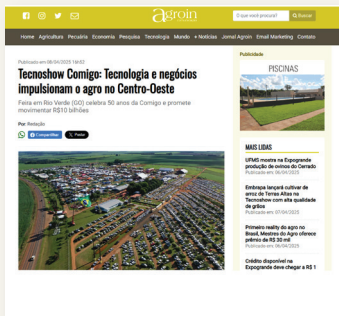 agroin
O que você procura?
Buscar
Home Agricultura Pecuária Economia Pesquisa Tecnologia Mundo + Notícias Jornal Agroin Email Marketing Contato
Publicado em 08/04/2025 16h52
Tecnoshow Comigo: Tecnologia e negócios
impulsionam o agro no Centro-Oeste
Feira em Rio Verde (GO) celebra 50 anos da Comigo e promete
movimentar R$10 bilhões
Por: Redação
Compartilhar
Postar
Publicidade
PISCINAS
MAIS LIDAS
UFMS mostra na Expogrande
produção de ovinos do Cerrado
Publicado em: 06/04/2025
Embrapa lançará cultivar de
arroz de Terras Altas na
Tecnoshow com alta qualidade
de grãos
Publicado em: 07/04/2025
Primeiro reality do agro no
Brasil, Mestres do Agro oferece
prêmio de R$ 30 mil
Publicado em: 06/04/2025
Crédito disponível na
Expogrande deve chegar a R$ 1